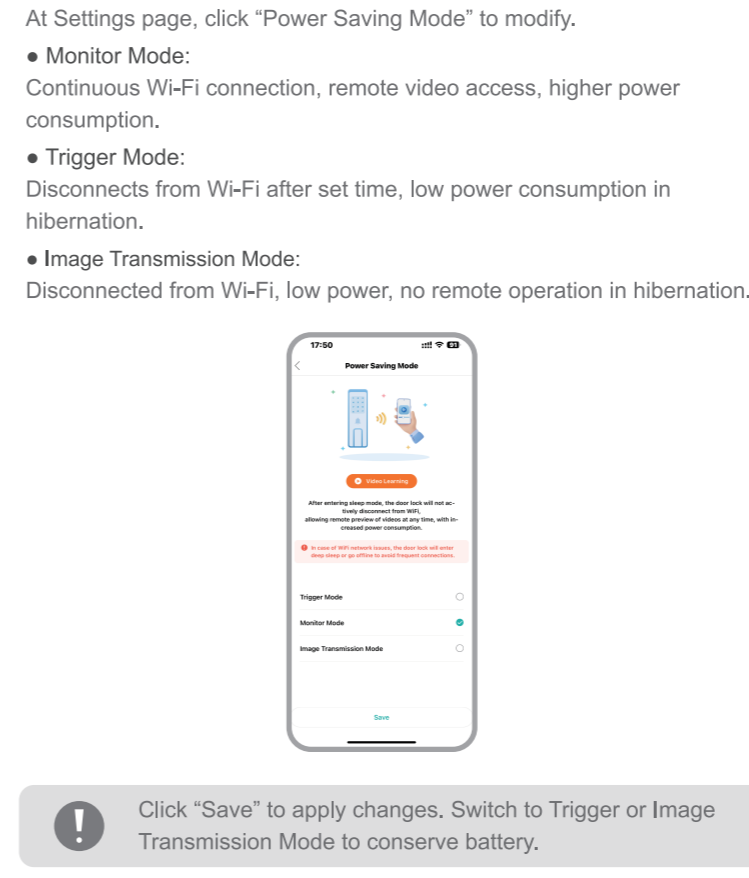 At Settings page, click “Power Saving Mode” to modify.
● Monitor Mode:
Continuous Wi-Fi connection, remote video access, higher power
consumption.
● Trigger Mode:
Disconnects from Wi-Fi after set time, low power consumption in
hibernation.
● Image Transmission Mode:
Disconnected from Wi-Fi, low power, no remote operation in hibernation.
17:50
51
Power Saving Mode
Video Learning
After entering sleep mode, the door lock will not ac-
tively disconnect from WiFi,
allowing remote preview of videos at any time, with in-
creased power consumption.
In case of WiFi network issues, the door lock will enter
deep sleep or go offline to avoid frequent connections.
Trigger Mode
Monitor Mode
Image Transmission Mode
Save
Click “Save” to apply changes. Switch to Trigger or Image
Transmission Mode to conserve battery.